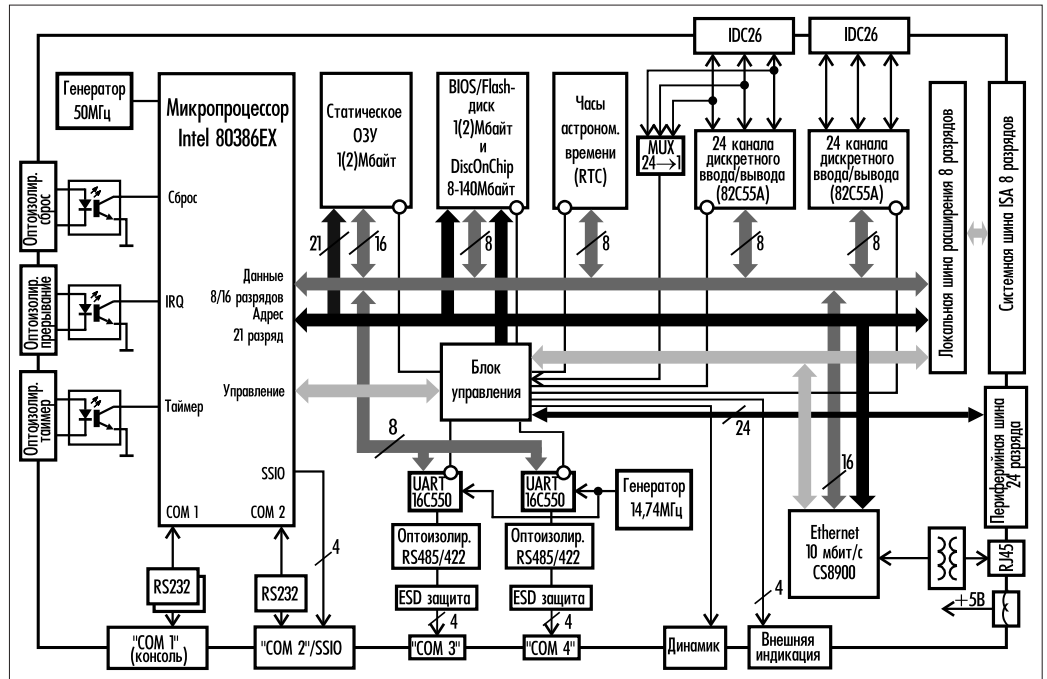 IDC26
IDC26
Генератор
50МГц
Микропроцессор
Intel 80386EX
Статическое
ОЗУ
1(2)Мбайт
BIOS/Flash-
диск
1(2)Мбайт
и
DiscOnChip
8-140Мбайт
Часы
астроном.
времени
(RTC)
MUX
24→1
24 канала
дискретного
ввода/вывода
(82C55A)
24 канала
дискретного
ввода/вывода
(82C55A)
Локальная шина расширения 8 разрядов
Системная шина ISA 8 разрядов
Оптоизолир.
сброс
Сброс
21
16
8
8
8
8
Оптоизолир.
прерывание
IRQ
Данные
8/16 разрядов
Адрес
21 разряд
Блок
управления
Управление
Оптоизолир.
таймер
Таймер
24
Периферийная шина
24 разряда
8
16
SSIO
COM 1
COM 2
UART
16C550
UART
16C550
Генератор
14,74МГц
Ethernet
10 мбит/с
CS8900
RJ45
Оптоизолир.
RS485/422
Оптоизолир.
RS485/422
4
RS232
RS232
ESD защита
ESD защита
4
+5В
4
4
"COM 1"
(консоль)
"COM 2"/SSIO
"COM 3"
"COM 4"
Динамик
Внешняя
индикация